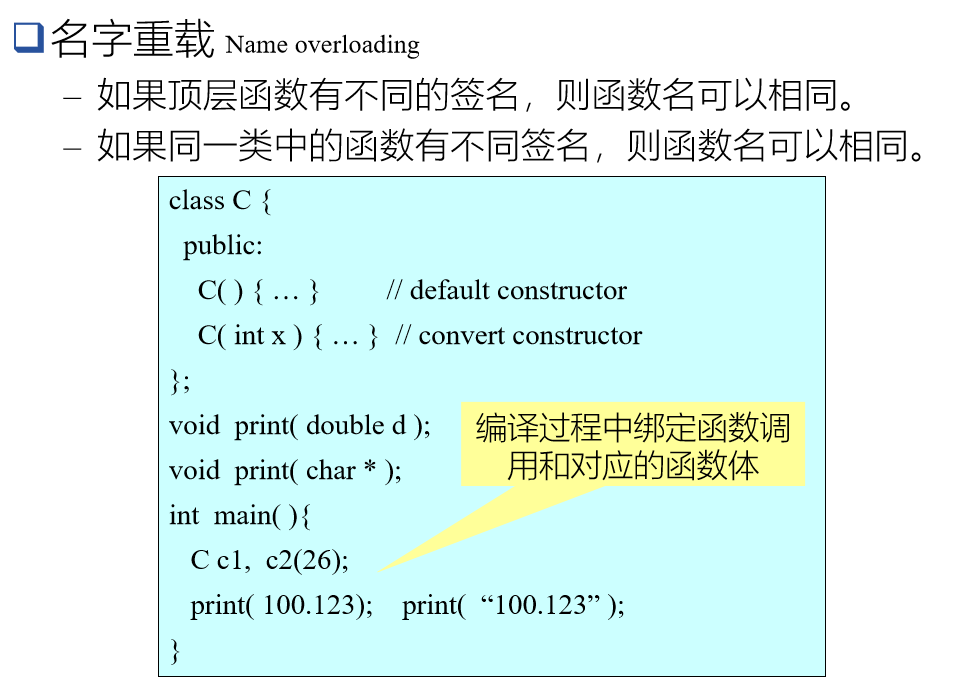 名字重载 Name overloading
– 如果顶层函数有不同的签名，则函数名可以相同。
– 如果同一类中的函数有不同签名，则函数名可以相同。
class C {
public:
C( ) { … } // default constructor
C( int x ) { … } // convert constructor
};
void print( double d );
void print( char * );
int main( ){
C c1, c2(26);
print( 100.123); print( “100.123” );
}
编译过程中绑定函数调
用和对应的函数体